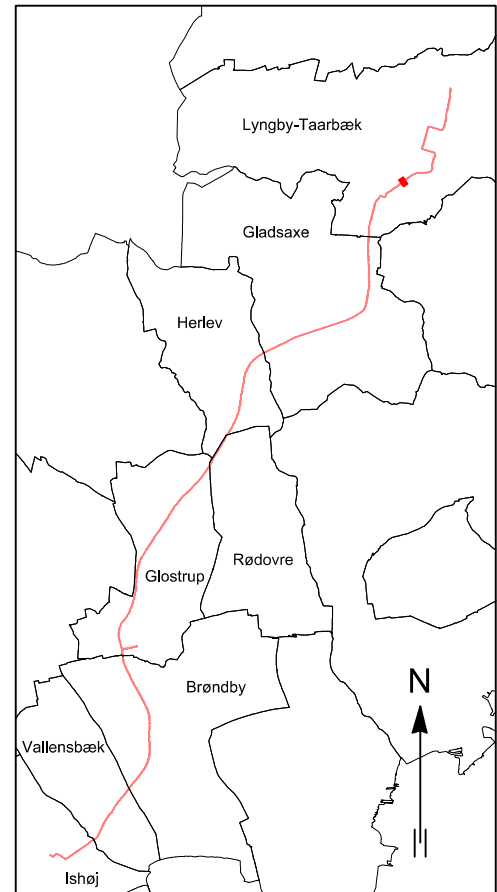 Lyngby-Taarbæk
Gladsaxe
Herlev
Rødovre
Glostrup
N
Brøndby
Vallensbæk
Ishøj